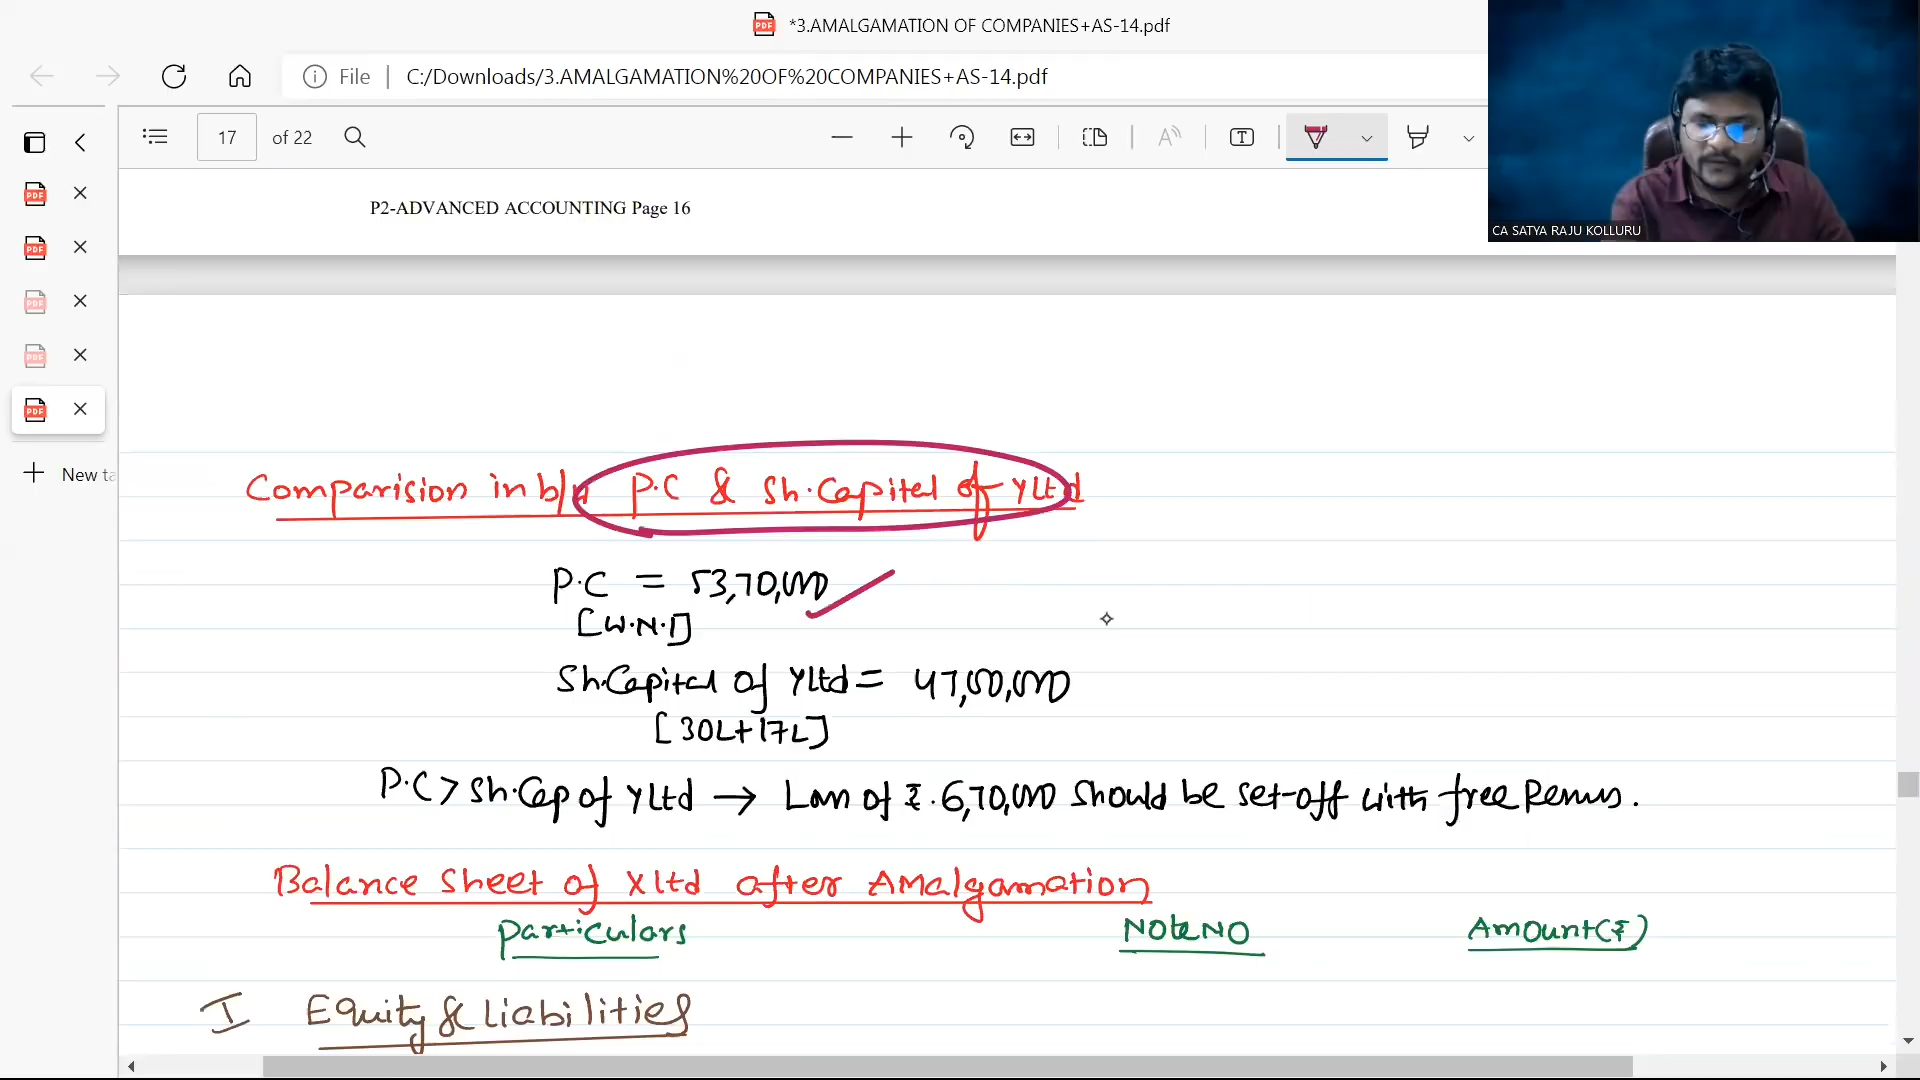 *3.AMALGAMATION OF COMPANIES+AS-14.pdf
File C:/Downloads/3.AMALGAMATION%20OF%20COMPANIES+AS-14.pdf
17 of 22
CA SATYA RAJU KOLLURU
P2-ADVANCED ACCOUNTING Page 16
New ta
Comparision in b/n P.C & Sh.Capital of Y Ltd
P.C = 53,70,000
[W.N.1]
Sh.Capital of Y Ltd = 47,00,000
[30L+17L]
P.C > Sh.Cap of Y Ltd → of ₹.6,70,000 should be set-off with free
Balance Sheet of X Ltd after Amalgamation
Particulars Note NO Amount(₹)
I Equity & Liabilities